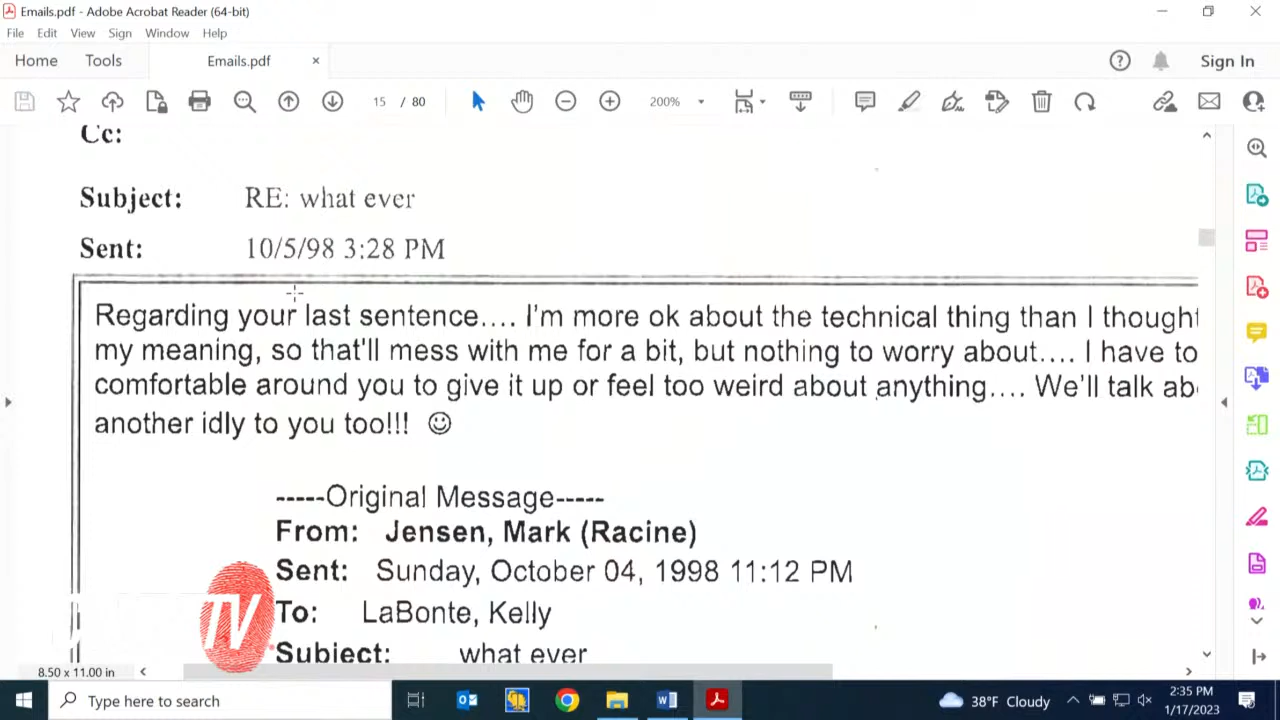 Emails.pdf - Adobe Acrobat Reader (64-bit)
File Edit View Sign Window Help
Home Tools Emails.pdf × Sign In
15 / 80 200%
Cc:
Subject: RE: what ever
Sent: 10/5/98 3:28 PM
Regarding your last sentence.... I'm more ok about the technical thing than I thought
my meaning, so that'll mess with me for a bit, but nothing to worry about.... I have to
comfortable around you to give it up or feel too weird about anything.... We'll talk ab
another idly to you too!!! ☺
-----Original Message-----
From: Jensen, Mark (Racine)
Sent: Sunday, October 04, 1998 11:12 PM
To: LaBonte, Kelly
Subject: what ever
TV
8.50 x 11.00 in
Type here to search
38°F Cloudy
2:35 PM
1/17/2023